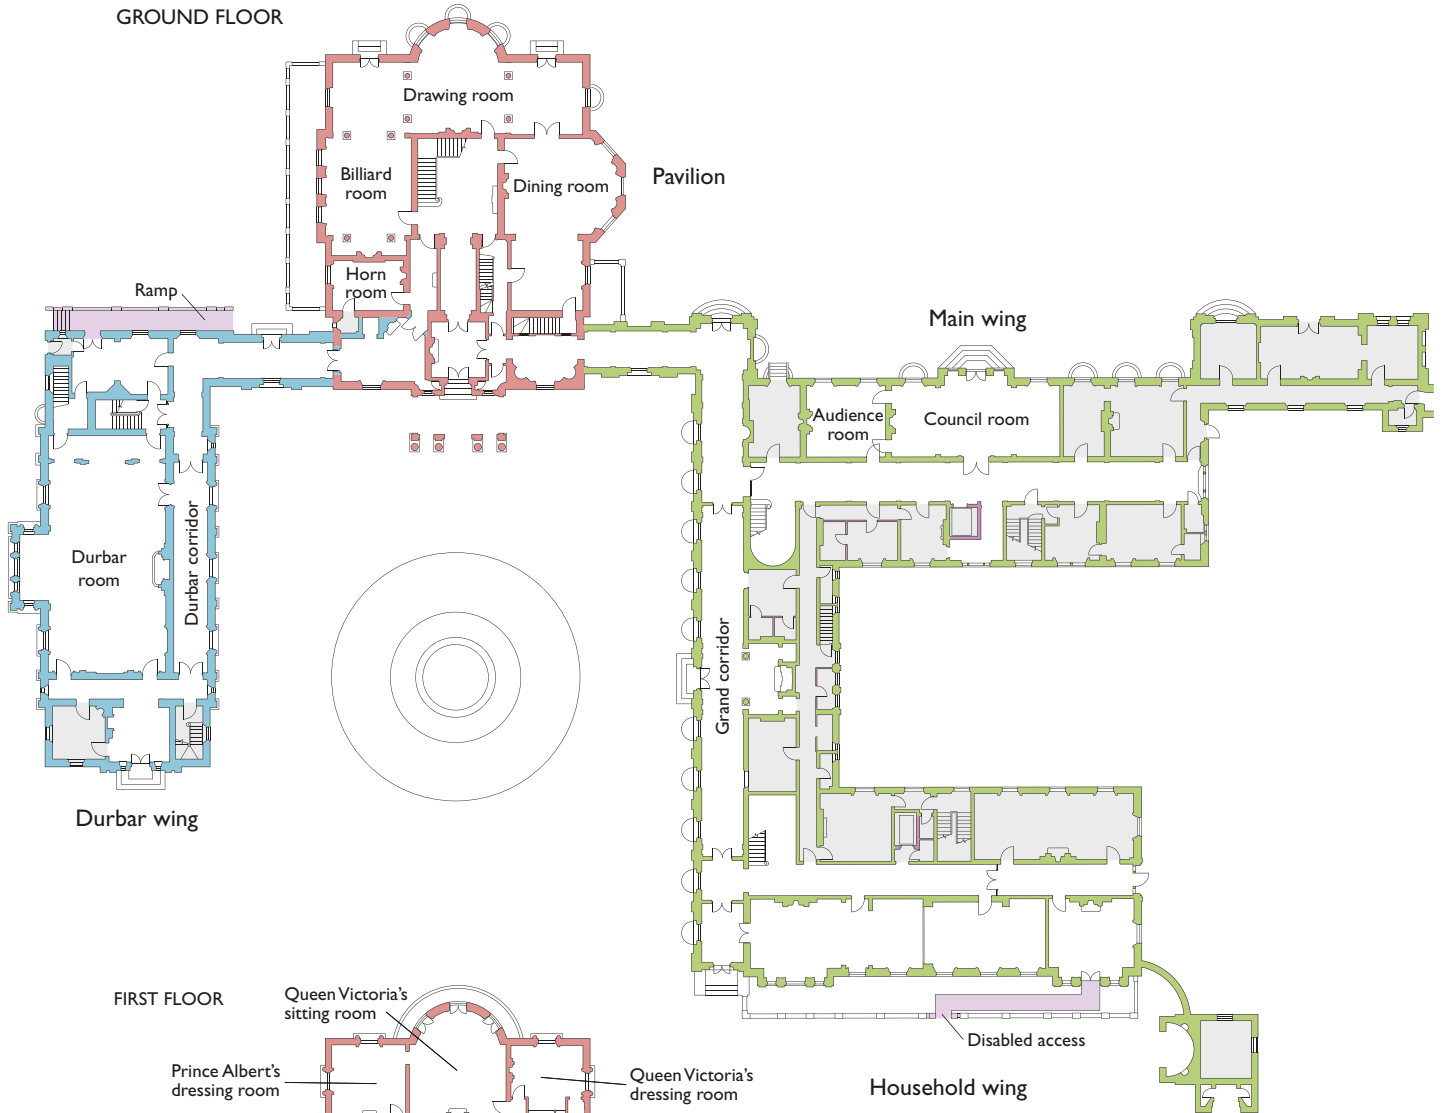 GROUND FLOOR
Drawing room
Billiard
room
Dining room
Pavilion
Horn
room
Ramp
Main wing
Audience
room
Council room
Durbar
room
Durbar corridor
Grand corridor
Durbar wing
FIRST FLOOR
Queen Victoria's
sitting room
Prince Albert's
dressing room
Queen Victoria's
dressing room
Disabled access
Household wing